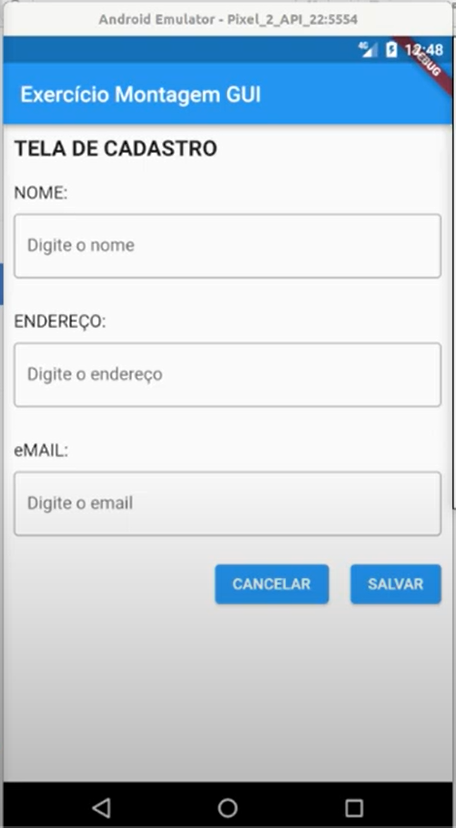 Android Emulator - Pixel_2_API_22:5554
4G 12:48
DEBUG
Exercício Montagem GUI
TELA DE CADASTRO
NOME:
Digite o nome
ENDEREÇO:
Digite o endereço
eMAIL:
Digite o email
CANCELAR SALVAR